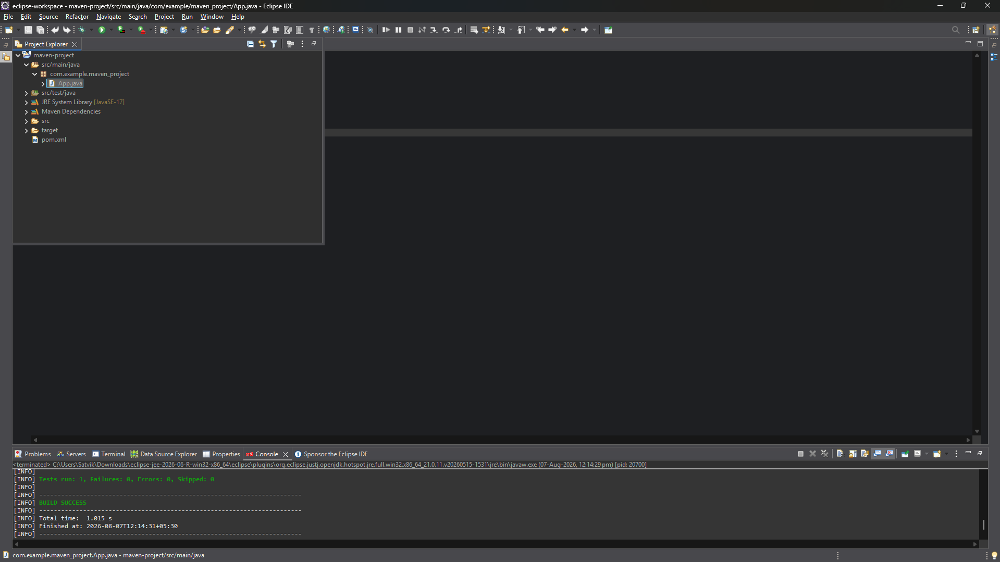 eclipse-workspace - maven-project/src/main/java/com/example/maven_project/App.java - Eclipse IDE
File Edit Source Refactor Navigate Search Project Run Window Help
Project Explorer
maven-project
src/main/java
com.example.maven_project
App.java
src/test/java
JRE System Library [JavaSE-17]
Maven Dependencies
src
target
pom.xml
Problems Servers Terminal Data Source Explorer Properties Console Sponsor the Eclipse IDE
<terminated> C:\Users\Satvik\Downloads\eclipse-jee-2026-06-R-win32-x86_64\eclipse\plugins\org.eclipse.justj.openjdk.hotspot.jre.full.win32.x86_64_21.0.11.v20260515-1531\jre\bin\javaw.exe (07-Aug-2026, 12:14:29 pm) [pid: 20700]
[INFO]
[INFO] Tests run: 1, Failures: 0, Errors: 0, Skipped: 0
[INFO]
[INFO] ------------------------------------------------------------------------
[INFO] BUILD SUCCESS
[INFO] ------------------------------------------------------------------------
[INFO] Total time:  1.015 s
[INFO] Finished at: 2026-08-07T12:14:31+05:30
[INFO] ------------------------------------------------------------------------
com.example.maven_project.App.java - maven-project/src/main/java